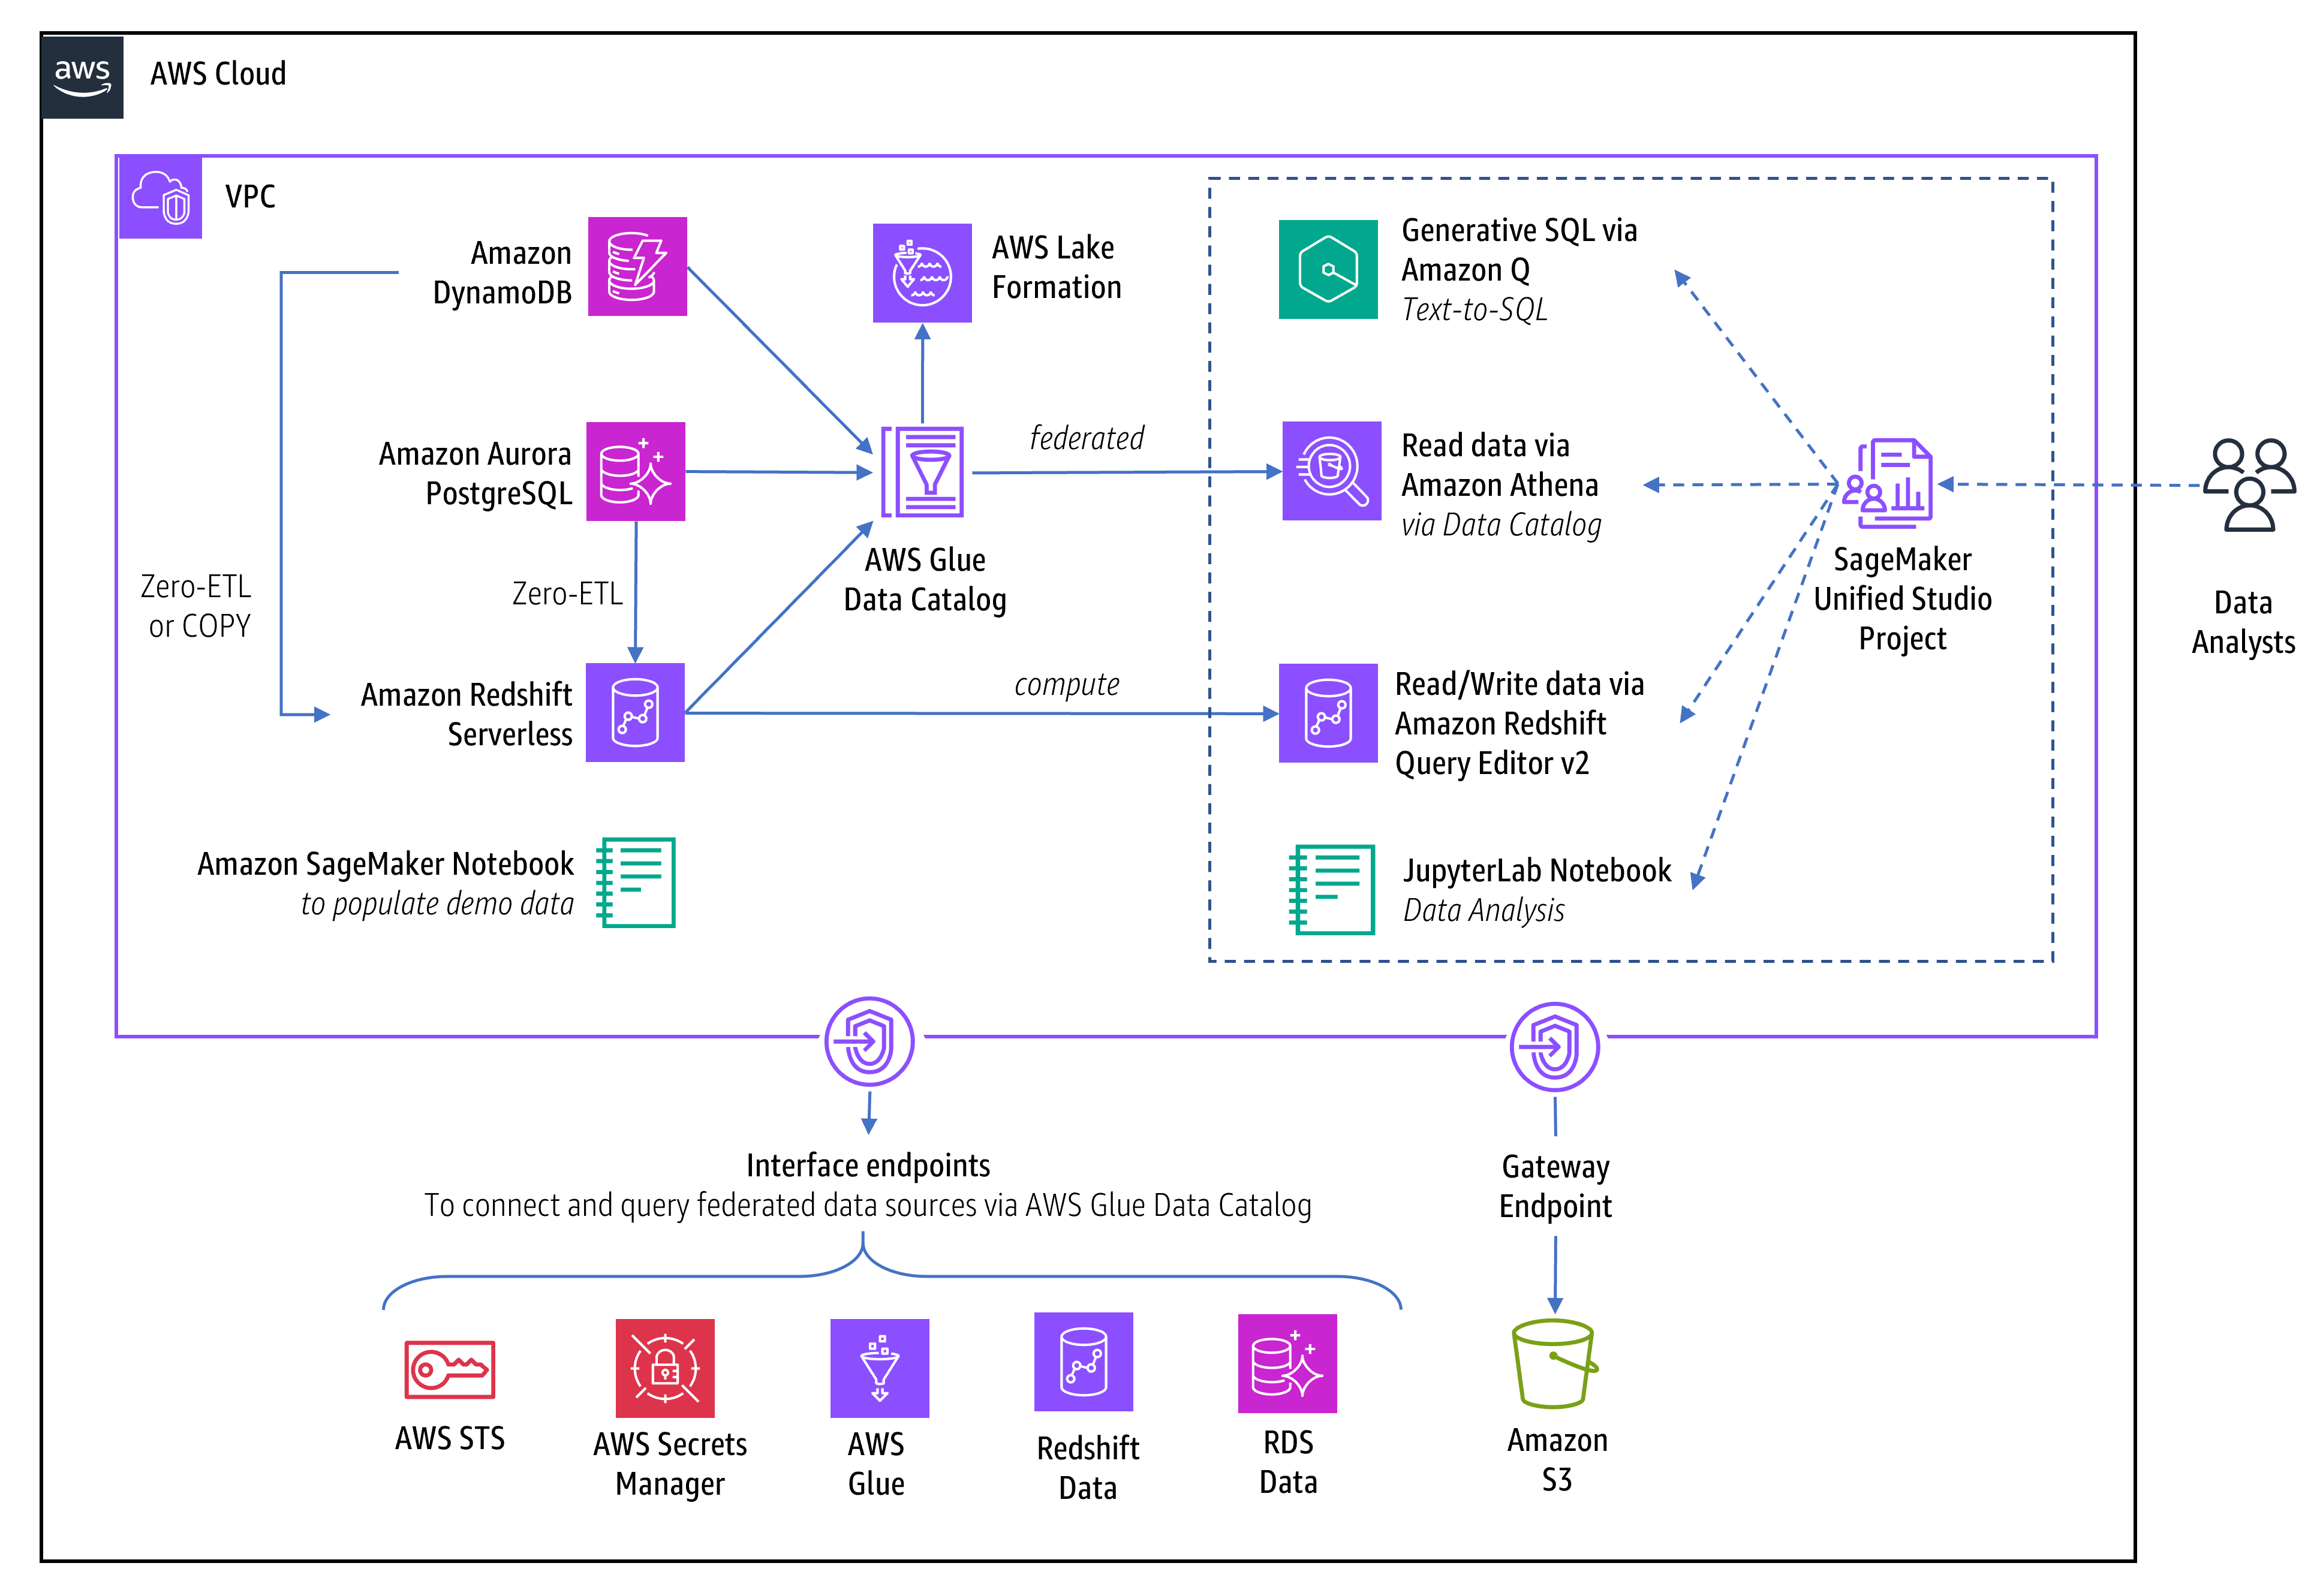 aws
AWS Cloud
VPC
Amazon
DynamoDB
AWS Lake
Formation
Generative SQL via
Amazon Q
Text-to-SQL
Amazon Aurora
PostgreSQL
federated
Read data via
Amazon Athena
via Data Catalog
AWS Glue
Data Catalog
SageMaker
Unified Studio
Project
Data
Analysts
Zero-ETL
or COPY
Zero-ETL
Amazon Redshift
Serverless
compute
Read/Write data via
Amazon Redshift
Query Editor v2
Amazon SageMaker Notebook
to populate demo data
JupyterLab Notebook
Data Analysis
Interface endpoints
To connect and query federated data sources via AWS Glue Data Catalog
Gateway
Endpoint
AWS STS
AWS Secrets
Manager
AWS
Glue
Redshift
Data
RDS
Data
Amazon
S3